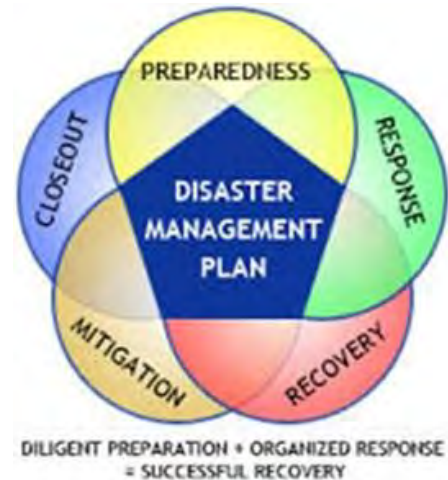 PREPAREDNESS
RESPONSE
CLOSEOUT
DISASTER
MANAGEMENT
PLAN
MITIGATION
RECOVERY
DILIGENT PREPARATION + ORGANIZED RESPONSE
= SUCCESSFUL RECOVERY